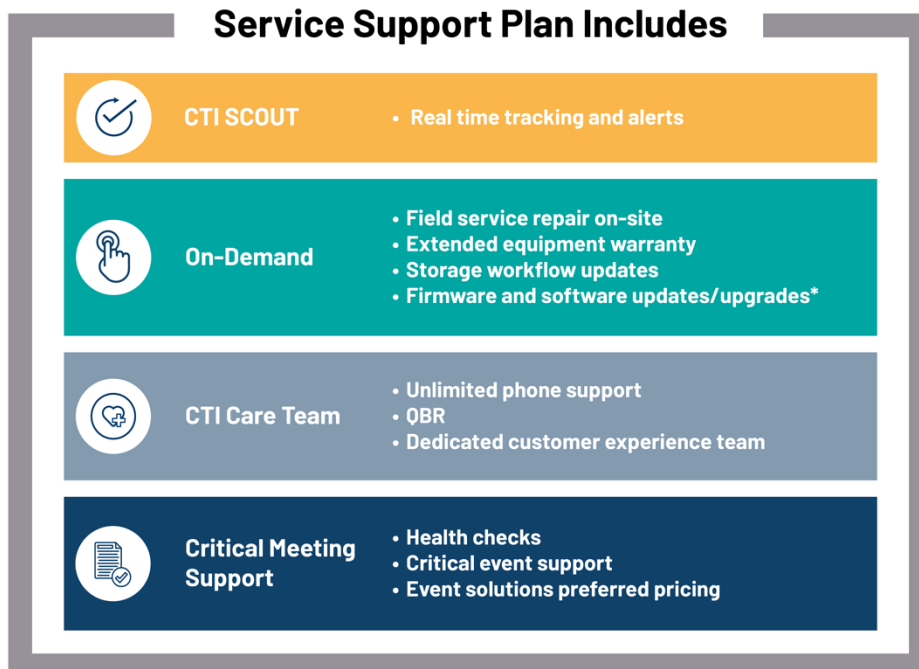 Service Support Plan Includes
CTI SCOUT
• Real time tracking and alerts
On-Demand
• Field service repair on-site
• Extended equipment warranty
• Storage workflow updates
• Firmware and software updates/upgrades*
CTI Care Team
• Unlimited phone support
• QBR
• Dedicated customer experience team
Critical Meeting
Support
• Health checks
• Critical event support
• Event solutions preferred pricing